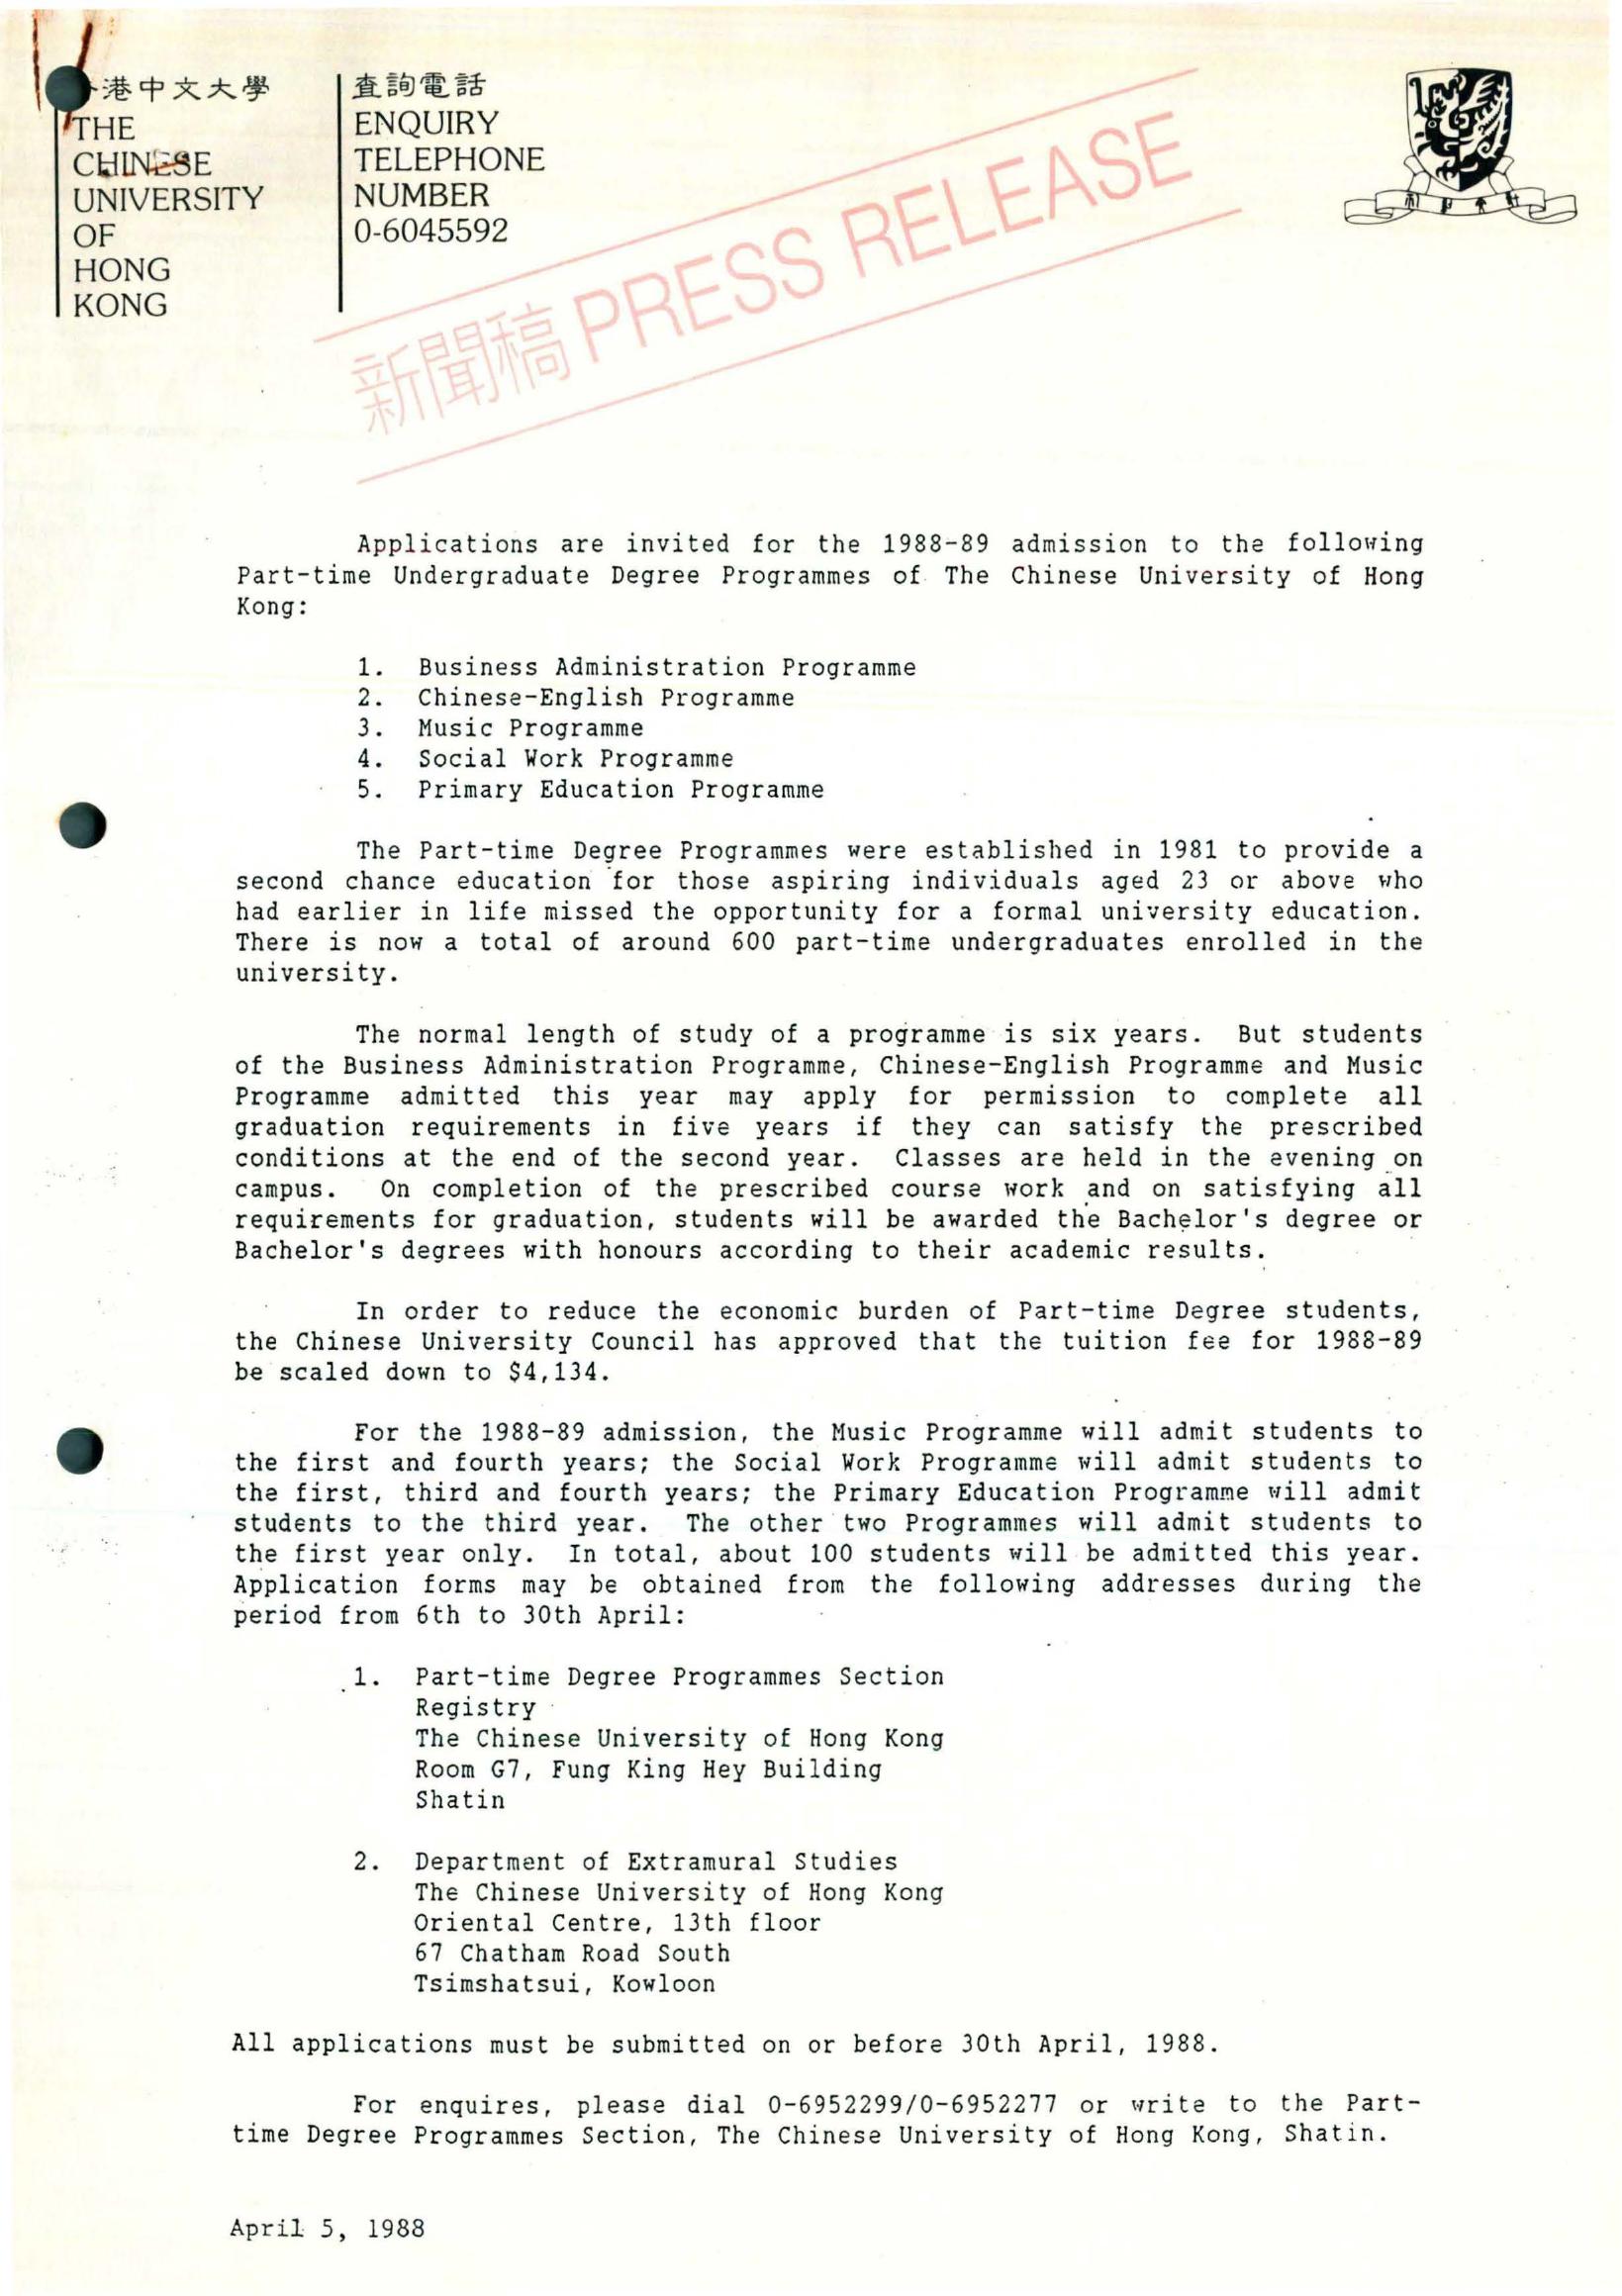 港中文大學
THE
CHINESE
UNIVERSITY
OF
HONG
KONG
查詢電話
ENQUIRY
TELEPHONE
NUMBER
0-6045592
新聞稿 PRESS RELEASE
Applications are invited for the 1988-89 admission to the following
Part-time Undergraduate Degree Programmes of The Chinese University of Hong
Kong:
1. Business Administration Programme
2. Chinese-English Programme
3. Music Programme
4. Social Work Programme
5. Primary Education Programme
The Part-time Degree Programmes were established in 1981 to provide a
second chance education for those aspiring individuals aged 23 or above who
had earlier in life missed the opportunity for a formal university education.
There is now a total of around 600 part-time undergraduates enrolled in the
university.
The normal length of study of a programme is six years. But students
of the Business Administration Programme, Chinese-English Programme and Music
Programme admitted this year may apply for permission to complete all
graduation requirements in five years if they can satisfy the prescribed
conditions at the end of the second year. Classes are held in the evening on
campus. On completion of the prescribed course work and on satisfying all
requirements for graduation, students will be awarded the Bachelor's degree or
Bachelor's degrees with honours according to their academic results.
In order to reduce the economic burden of Part-time Degree students,
the Chinese University Council has approved that the tuition fee for 1988-89
be scaled down to $4,134.
For the 1988-89 admission, the Music Programme will admit students to
the first and fourth years; the Social Work Programme will admit students to
the first, third and fourth years; the Primary Education Programme will admit
students to the third year. The other two Programmes will admit students to
the first year only. In total, about 100 students will be admitted this year.
Application forms may be obtained from the following addresses during the
period from 6th to 30th April:
1. Part-time Degree Programmes Section
Registry
The Chinese University of Hong Kong
Room G7, Fung King Hey Building
Shatin
2. Department of Extramural Studies
The Chinese University of Hong Kong
Oriental Centre, 13th floor
67 Chatham Road South
Tsimshatsui, Kowloon
All applications must be submitted on or before 30th April, 1988.
For enquires, please dial 0-6952299/0-6952277 or write to the Part-
time Degree Programmes Section, The Chinese University of Hong Kong, Shatin.
April 5, 1988